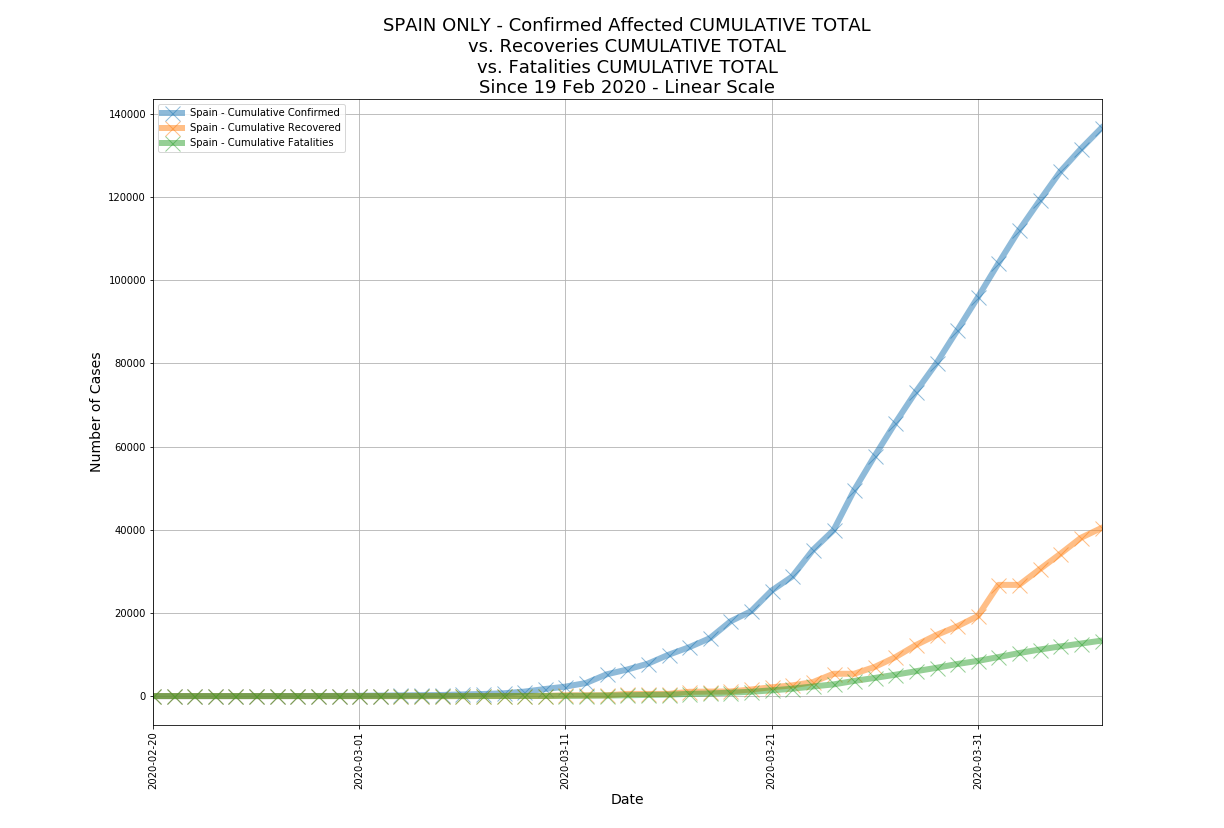 SPAIN ONLY - Confirmed Affected CUMULATIVE TOTAL
vs. Recoveries CUMULATIVE TOTAL
vs. Fatalities CUMULATIVE TOTAL
Since 19 Feb 2020 - Linear Scale
Spain - Cumulative Confirmed
Spain - Cumulative Recovered
Spain - Cumulative Fatalities
Number of Cases
140000
120000
100000
80000
60000
40000
20000
0
2020-02-20
2020-03-01
2020-03-11
2020-03-21
2020-03-31
Date